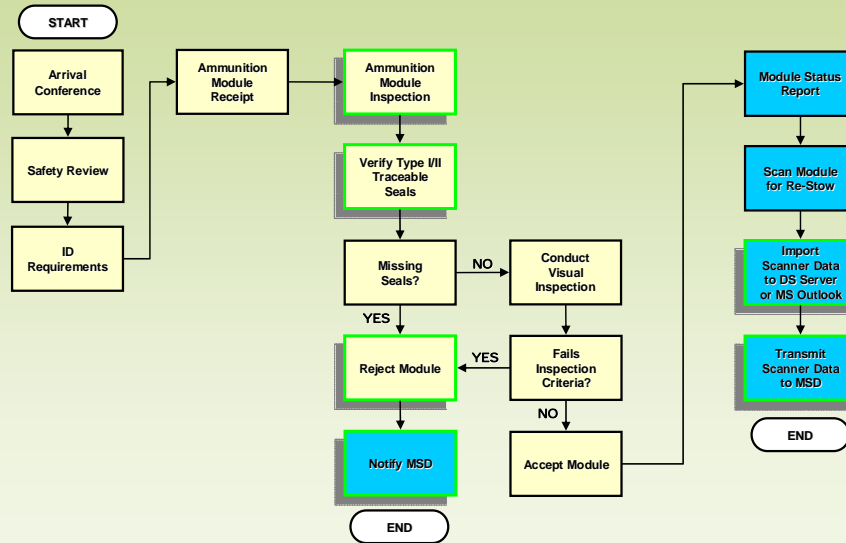 START
Arrival
Conference
Safety Review
ID
Requirements
Ammunition
Module
Receipt
Ammunition
Module
Inspection
Verify Type I/II
Traceable
Seals
Missing
Seals?
NO
YES
Conduct
Visual
Inspection
Fails
Inspection
Criteria?
YES
NO
Reject Module
Notify MSD
END
Accept Module
Module Status
Report
Scan Module
for Re-Stow
Import
Scanner Data
to DS Server
or MS Outlook
Transmit
Scanner Data
to MSD
END